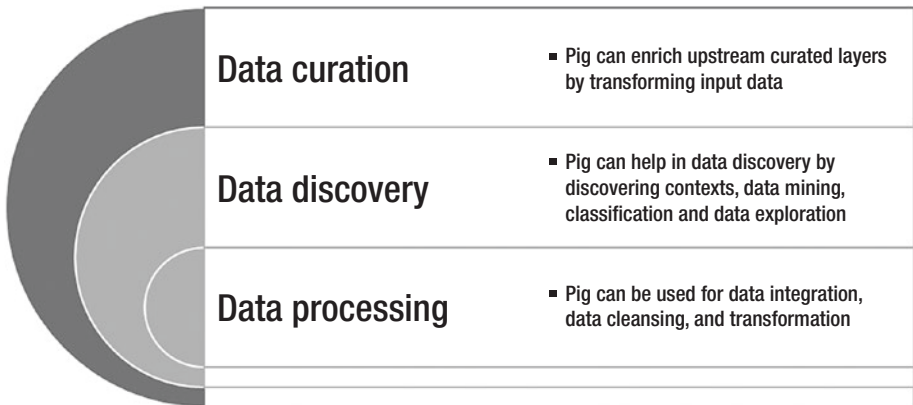 Data curation
▪ Pig can enrich upstream curated layers
by transforming input data
Data discovery
▪ Pig can help in data discovery by
discovering contexts, data mining,
classification and data exploration
Data processing
▪ Pig can be used for data integration,
data cleansing, and transformation